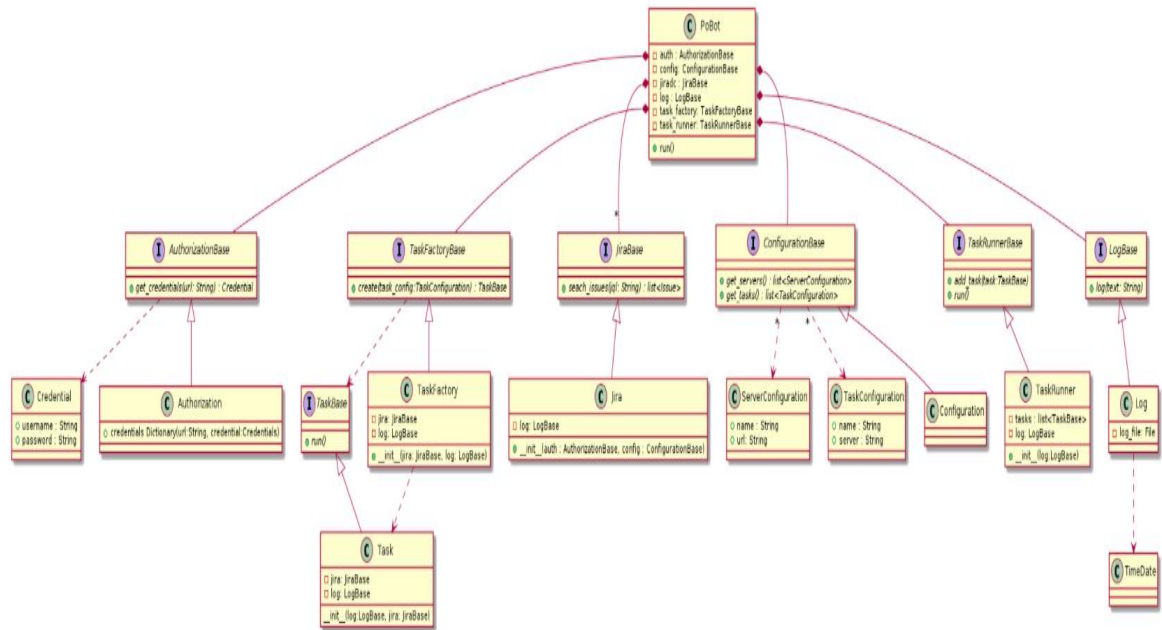 C PoBot
auth : AuthorizationBase
config: ConfigurationBase
jiradc : JiraBase
log : LogBase
task_factory: TaskFactoryBase
task_runner: TaskRunnerBase
run()
*
I AuthorizationBase
get_credentials(url: String) : Credential
I TaskFactoryBase
create(task_config:TaskConfiguration) : TaskBase
I JiraBase
seach_issues(jql: String) : list<Issue>
I ConfigurationBase
get_servers() : list<ServerConfiguration>
get_tasks() : list<TaskConfiguration>
I TaskRunnerBase
add_task(task:TaskBase)
run()
I LogBase
log(text: String)
*
*
C Credential
username : String
password : String
C Authorization
credentials Dictionary(url:String, credential:Credentials)
I TaskBase
run()
C TaskFactory
jira: JiraBase
log: LogBase
__init__(jira: JiraBase, log: LogBase)
C Jira
log: LogBase
__init__(auth : AuthorizationBase, config : ConfigurationBase)
C ServerConfiguration
name : String
url: String
C TaskConfiguration
name : String
server : String
C Configuration
C TaskRunner
tasks : list<TaskBase>
log: LogBase
__init__(log:LogBase)
C Log
log_file: File
C Task
jira: JiraBase
log: LogBase
__init__(log:LogBase, jira: JiraBase)
C TimeDate